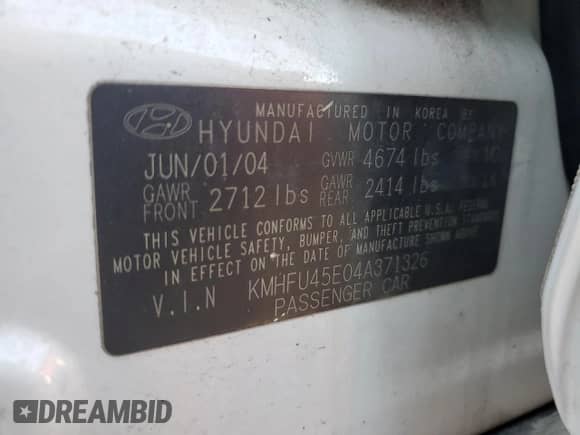 MANUFACTURED IN KOREA BY
HYUNDAI MOTOR COMPANY
JUN/01/04 GVWR 4674 lbs
GAWR FRONT 2712 lbs GAWR REAR 2414 lbs
THIS VEHICLE CONFORMS TO ALL APPLICABLE U.S.A. FEDERAL
MOTOR VEHICLE SAFETY, BUMPER, AND THEFT PREVENTION STANDARDS
IN EFFECT ON THE DATE OF MANUFACTURE SHOWN ABOVE
V.I.N KMHFU45E04A371326
PASSENGER CAR
DREAMBID